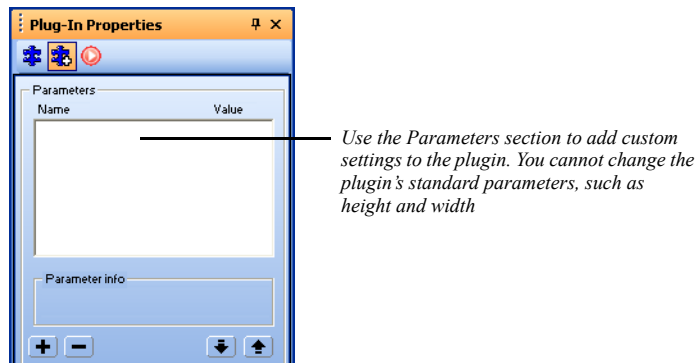 Plug-In Properties
Parameters
Name Value
Use the Parameters section to add custom
settings to the plugin. You cannot change the
plugin's standard parameters, such as
height and width
Parameter info